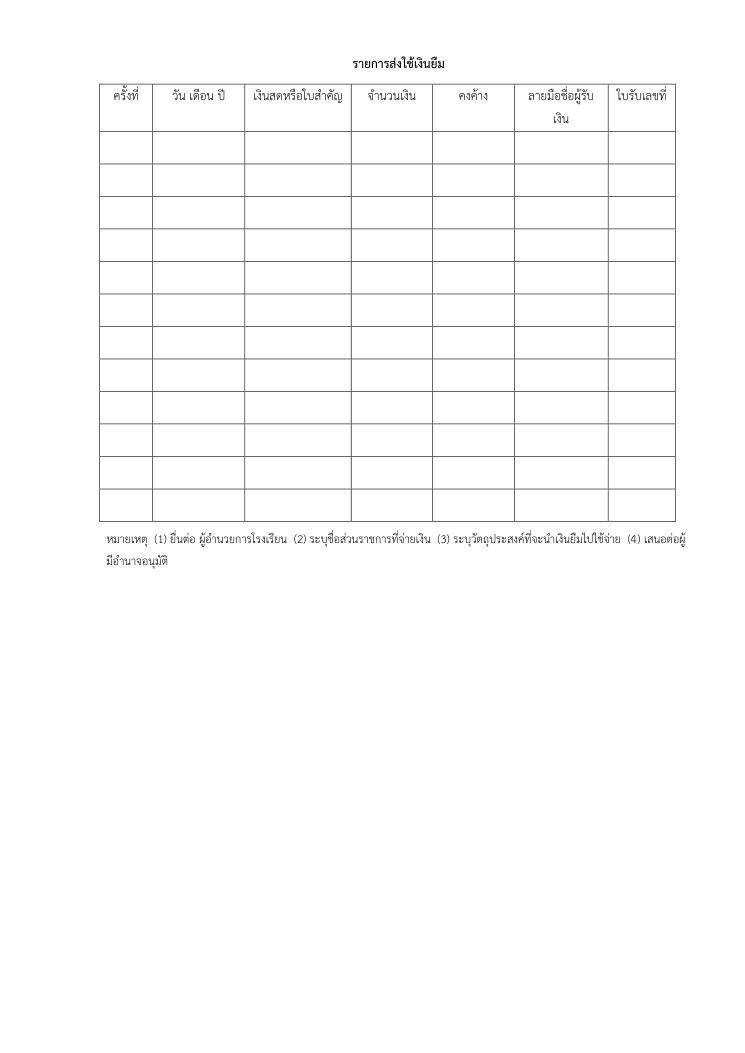 รายการส่งใช้เงินยืม
ครั้งที่ วัน เดือน ปี เงินสดหรือใบสำคัญ จำนวนเงิน คงค้าง ลายมือชื่อผู้รับ ใบรับเลขที่
เงิน
หมายเหตุ (1) ยื่นต่อ ผู้อำนวยการโรงเรียน (2) ระบุชื่อส่วนราชการที่จ่ายเงิน (3) ระบุวัตถุประสงค์ที่จะนำเงินยืมไปใช้จ่าย (4) เสนอต่อผู้
มีอำนาจอนุมัติ